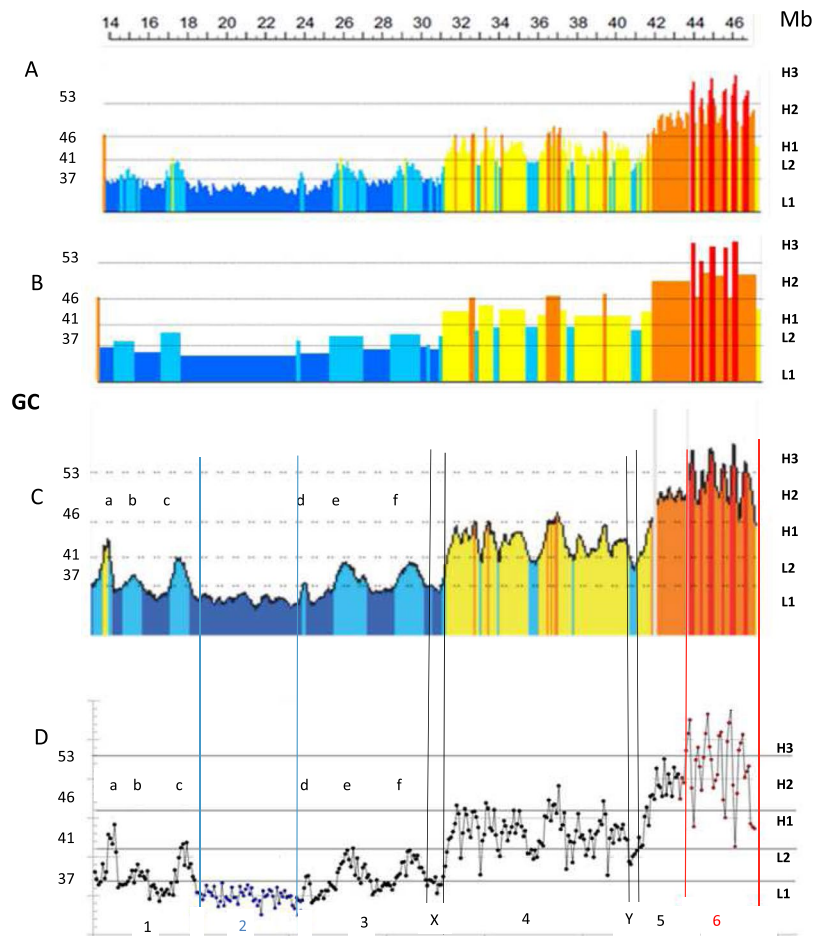 14 16 18 20 22 24 26 28 30 32 34 36 38 40 42 44 46 Mb
A
H3
53
H2
46
H1
41
L2
37
L1
B
H3
53
H2
46
H1
41
L2
37
L1
GC
C
H3
53
a b c d e f
H2
46
H1
41
L2
37
L1
D
53
H3
a b c d e f
H2
46
H1
41
L2
37
L1
1 2 3 X 4 Y 5 6